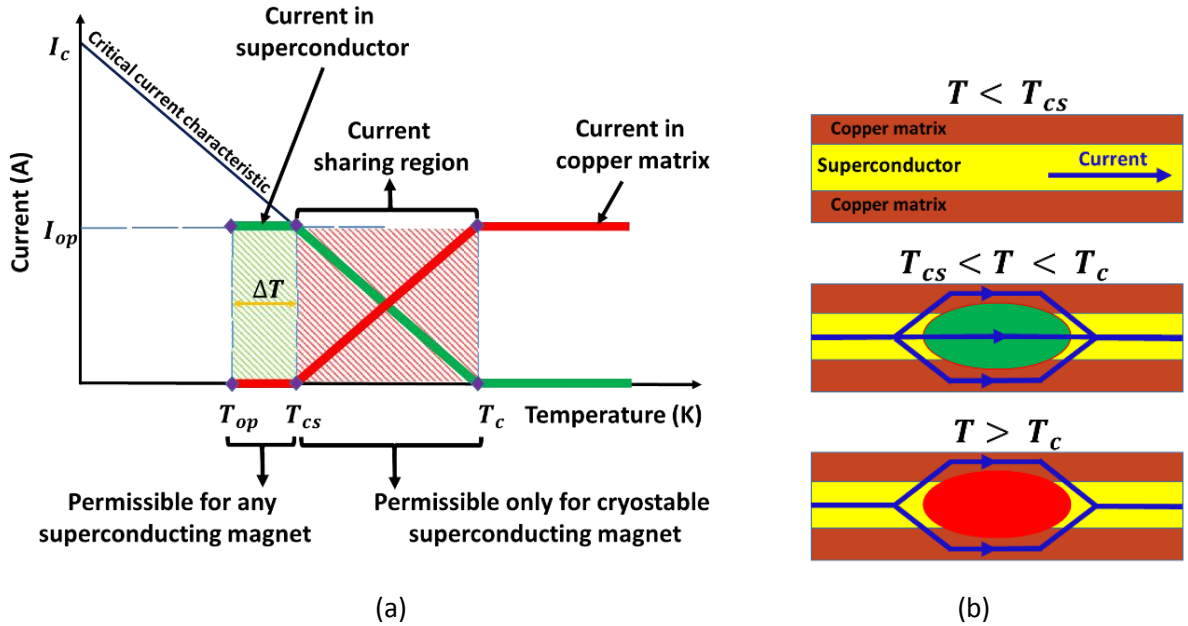 Current in
superconductor
I_c
Critical current characteristic
Current
sharing region
Current in
copper matrix
Current (A)
I_op
ΔT
T_op
T_cs
T_c
Temperature (K)
Permissible for any
superconducting magnet
Permissible only for cryostable
superconducting magnet
(a)
T < T_cs
Copper matrix
Superconductor
Current
Copper matrix
T_cs < T < T_c
T > T_c
(b)